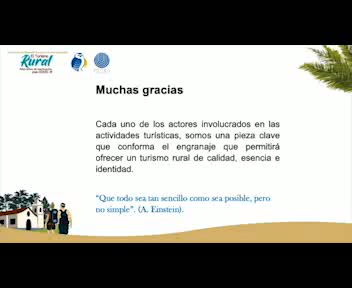 El Turismo
Rural
Muchas gracias
Cada uno de los actores involucrados en las
actividades turísticas, somos una pieza clave
que conforma el engranaje que permitirá
ofrecer un turismo rural de calidad, esencia e
identidad.
“Que todo sea tan sencillo como sea posible, pero
no simple”. (A. Einstein).